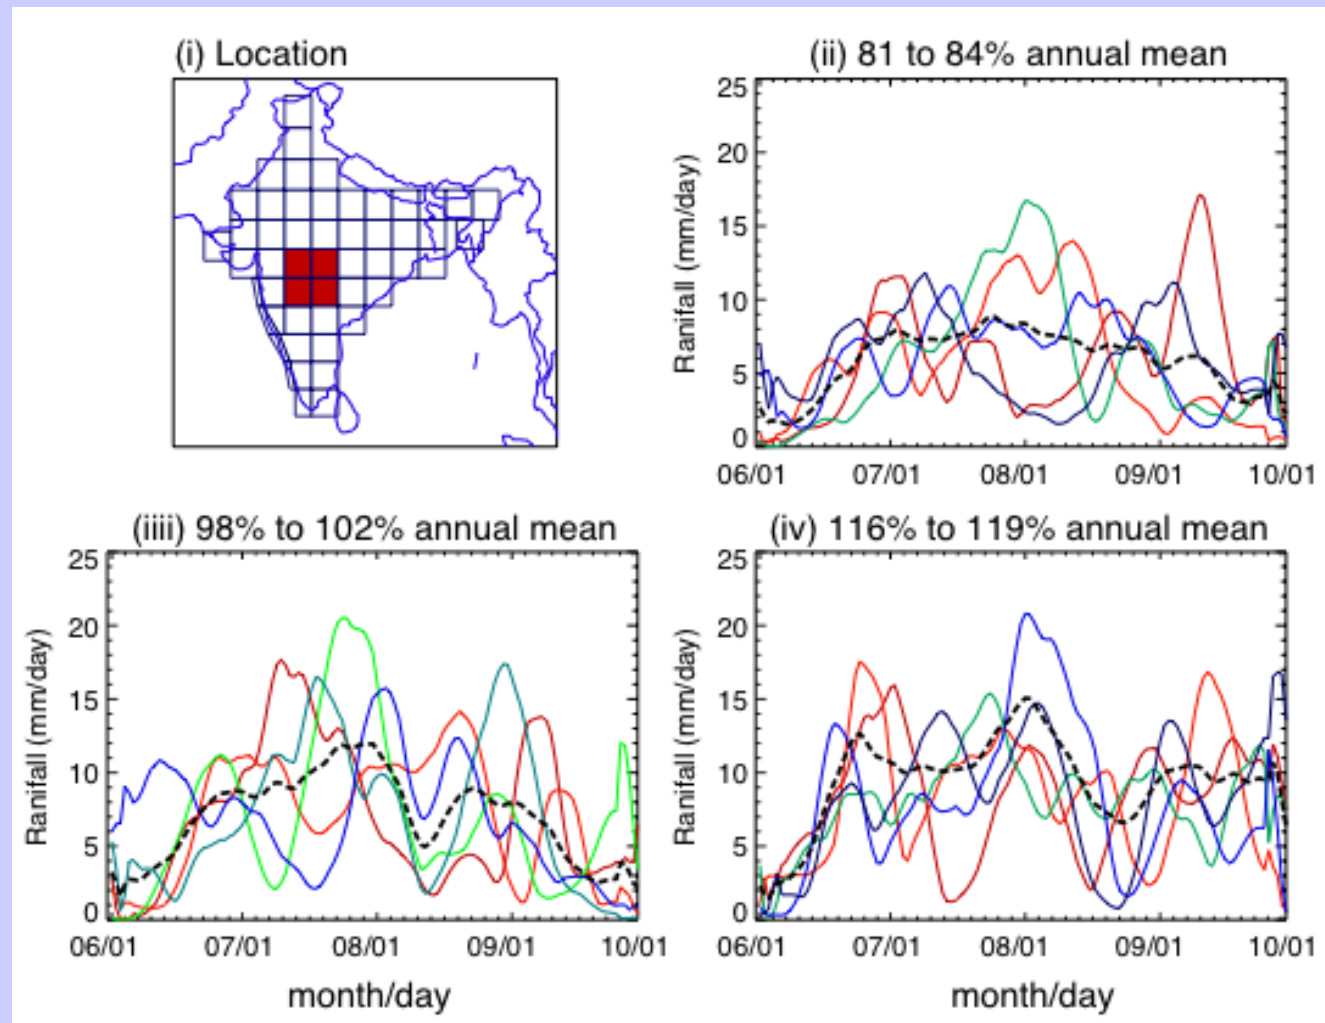 (i) Location
(ii) 81 to 84% annual mean
25
20
15
10
5
0
Ranifall (mm/day)
06/01 07/01 08/01 09/01 10/01
(iiii) 98% to 102% annual mean
25
20
15
10
5
0
Ranifall (mm/day)
06/01 07/01 08/01 09/01 10/01
month/day
(iv) 116% to 119% annual mean
25
20
15
10
5
0
Ranifall (mm/day)
06/01 07/01 08/01 09/01 10/01
month/day